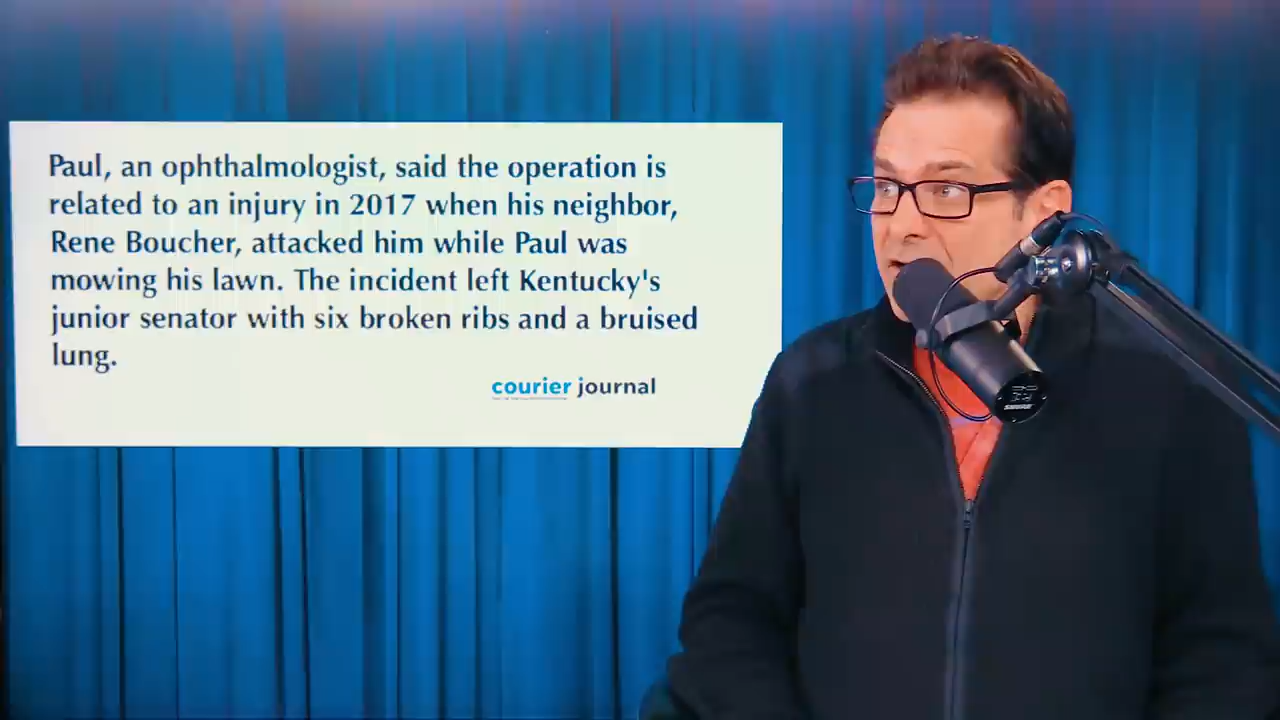 Paul, an ophthalmologist, said the operation is
related to an injury in 2017 when his neighbor,
Rene Boucher, attacked him while Paul was
mowing his lawn. The incident left Kentucky's
junior senator with six broken ribs and a bruised
lung.
courier journal
SHURE